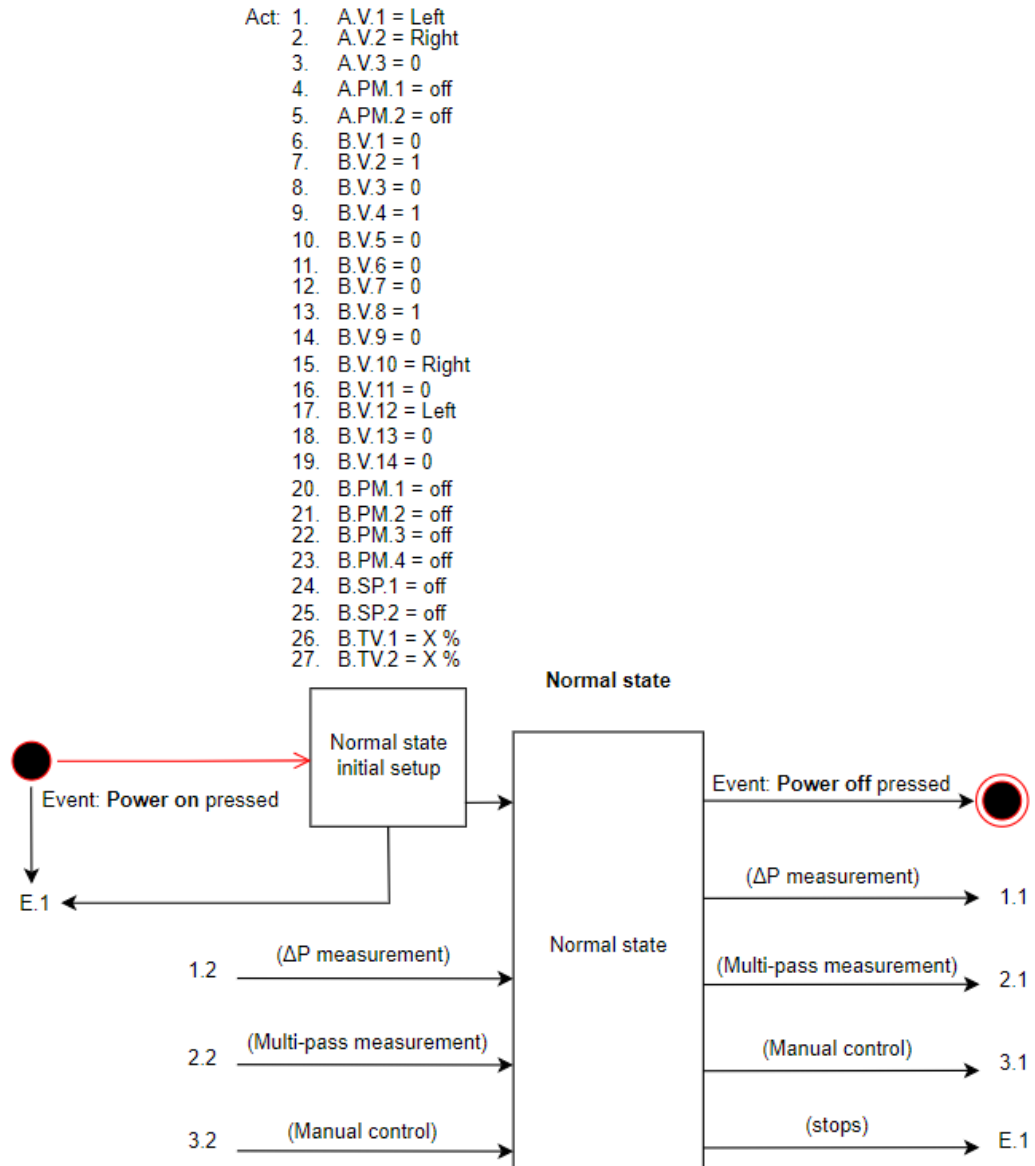 Act: 1. A.V.1 = Left
2. A.V.2 = Right
3. A.V.3 = 0
4. A.PM.1 = off
5. A.PM.2 = off
6. B.V.1 = 0
7. B.V.2 = 1
8. B.V.3 = 0
9. B.V.4 = 1
10. B.V.5 = 0
11. B.V.6 = 0
12. B.V.7 = 0
13. B.V.8 = 1
14. B.V.9 = 0
15. B.V.10 = Right
16. B.V.11 = 0
17. B.V.12 = Left
18. B.V.13 = 0
19. B.V.14 = 0
20. B.PM.1 = off
21. B.PM.2 = off
22. B.PM.3 = off
23. B.PM.4 = off
24. B.SP.1 = off
25. B.SP.2 = off
26. B.TV.1 = X %
27. B.TV.2 = X %
Normal state
Normal state
initial setup
Event: Power on pressed
Event: Power off pressed
E.1
(ΔP measurement)
1.1
1.2
(ΔP measurement)
Normal state
(Multi-pass measurement)
2.1
2.2
(Multi-pass measurement)
(Manual control)
3.1
3.2
(Manual control)
(stops)
E.1